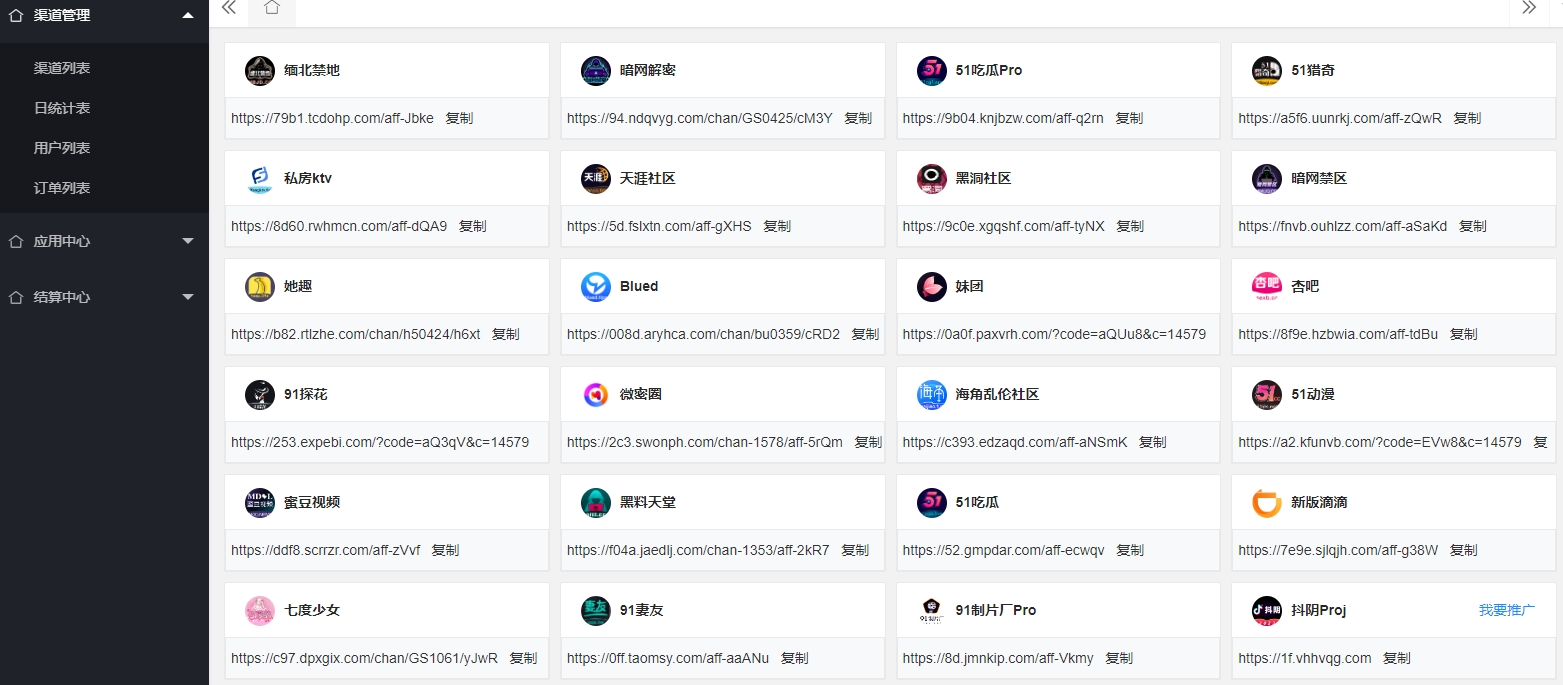 渠道管理
渠道列表
日统计表
用户列表
订单列表
应用中心
结算中心
缅北禁地
暗网解密
51吃瓜Pro
51猎奇
https://79b1.tcdohp.com/aff-Jbke 复制
https://94.ndqvyg.com/chan/GS0425/cM3Y 复制
https://9b04.knjbzw.com/aff-q2rn 复制
https://a5f6.uunrkj.com/aff-zQwR 复制
私房ktv
天涯社区
黑洞社区
暗网禁区
https://8d60.rwhmcn.com/aff-dQA9 复制
https://5d.fslxtn.com/aff-gXHS 复制
https://9c0e.xgqshf.com/aff-tyNX 复制
https://fnvb.ouhlzz.com/aff-aSaKd 复制
她趣
Blued
妹团
杏吧
https://b82.rtlzhe.com/chan/h50424/h6xt 复制
https://008d.aryhca.com/chan/bu0359/cRD2 复制
https://0a0f.paxvrh.com/?code=aQUu8&c=14579
https://8f9e.hzbwia.com/aff-tdBu 复制
91探花
微密圈
海角乱伦社区
51动漫
https://253.expebi.com/?code=aQ3qV&c=14579
https://2c3.swonph.com/chan-1578/aff-5rQm 复制
https://c393.edzaqd.com/aff-aNSmK 复制
https://a2.kfunvb.com/?code=EVw8&c=14579 复
蜜豆视频
黑料天堂
51吃瓜
新版滴滴
https://ddf8.scrrzr.com/aff-zVvf 复制
https://f04a.jaedlj.com/chan-1353/aff-2kR7 复制
https://52.gmpdar.com/aff-ecwqv 复制
https://7e9e.sjlqjh.com/aff-g38W 复制
七度少女
91妻友
91制片厂Pro
抖阴Proj
我要推广
https://c97.dpxgix.com/chan/GS1061/yJwR 复制
https://0ff.taomsy.com/aff-aaANu 复制
https://8d.jmnkip.com/aff-Vkmy 复制
https://1f.vhhvqg.com 复制